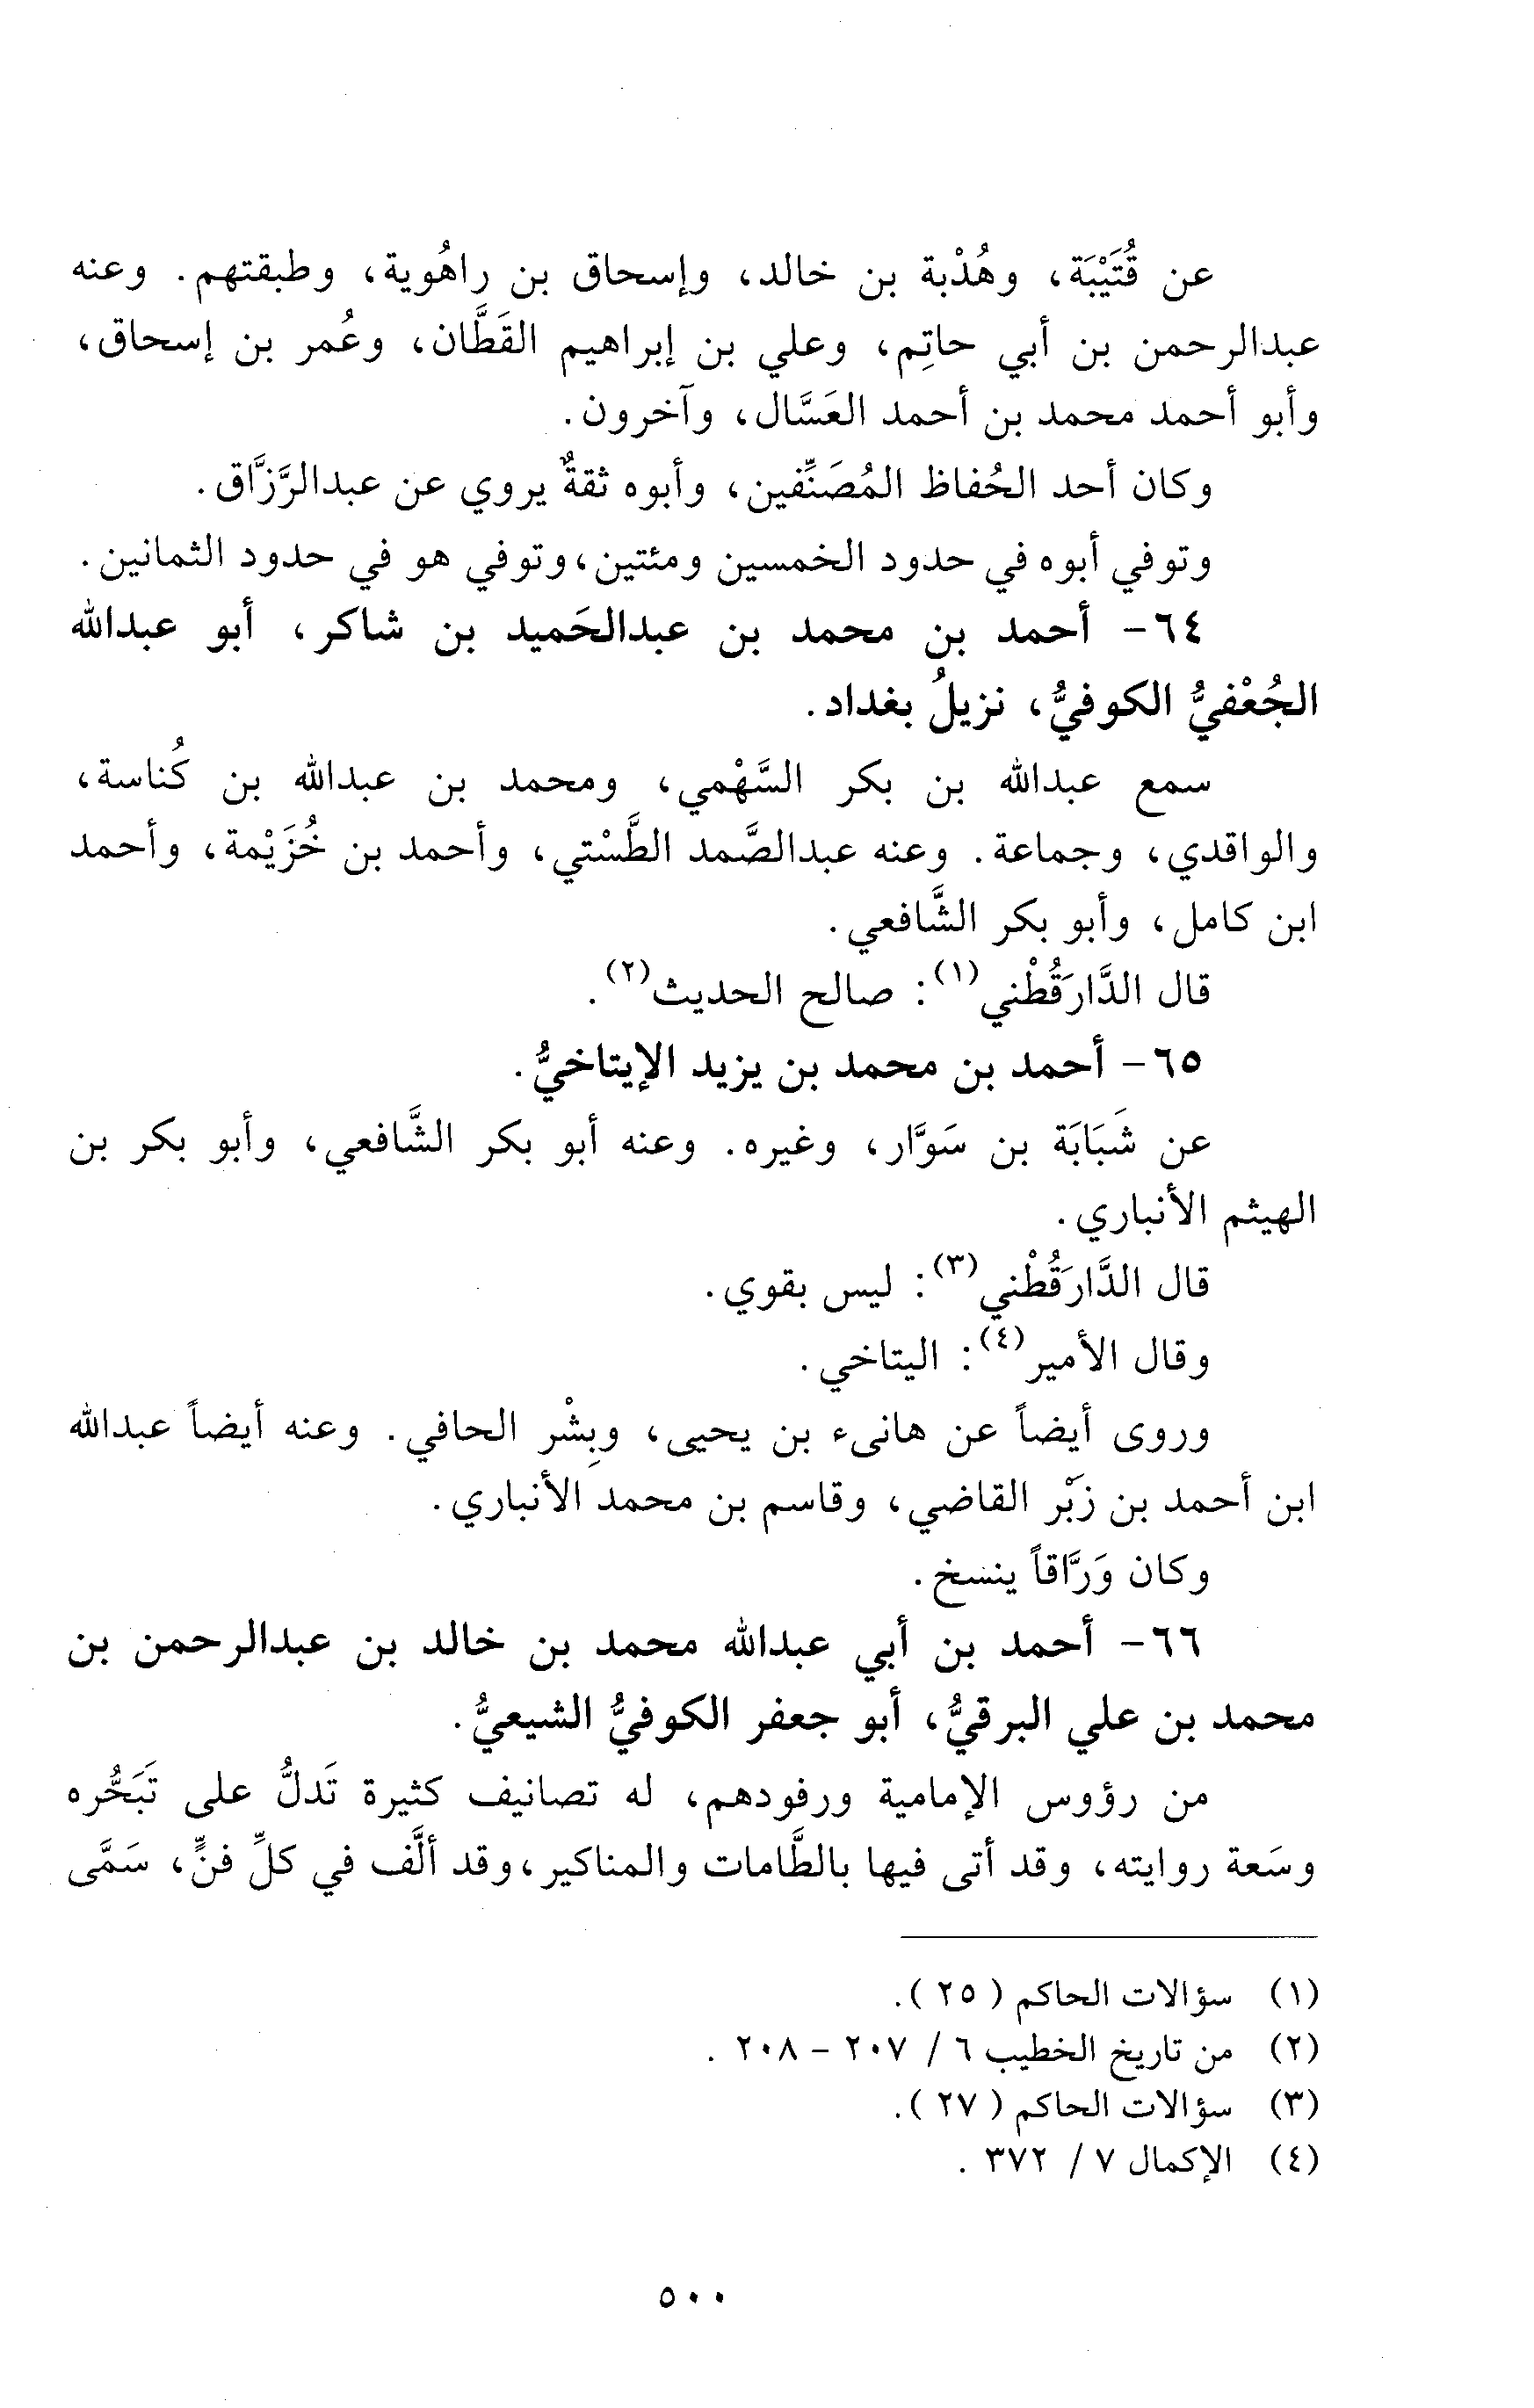 عن قُتَيْبَة، وهُدْبة بن خالد، وإسحاق بن راهُوية، وطبقتهم. وعنه
عبدالرحمن بن أبي حاتِم، وعلي بن إبراهيم القَطَّان، وعُمر بن إسحاق،
وأبو أحمد محمد بن أحمد العَسَّال، وآخرون.
وكان أحد الحُفاظ المُصَنِّفين، وأبوه ثقةٌ يروي عن عبدالرَّزَّاق.
وتوفي أبوه في حدود الخمسين ومئتين، وتوفي هو في حدود الثمانين.
٦٤- أحمد بن محمد بن عبدالحَميد بن شاكر، أبو عبدالله
الجُعْفيُّ الكوفيُّ، نزيلُ بغداد.
سمع عبدالله بن بكر السَّهْمي، ومحمد بن عبدالله بن كُناسة،
والواقدي، وجماعة. وعنه عبدالصَّمد الطَّسْتي، وأحمد بن خُزَيْمة، وأحمد
ابن كامل، وأبو بكر الشَّافعي.
قال الدَّارَقُطْني(١): صالح الحديث(٢).
٦٥- أحمد بن محمد بن يزيد الإيتاخيُّ.
عن شَبَابَة بن سَوَّار، وغيره. وعنه أبو بكر الشَّافعي، وأبو بكر بن
الهيثم الأنباري.
قال الدَّارَقُطْني(٣): ليس بقوي.
وقال الأمير(٤): اليتاخي.
وروى أيضاً عن هانىء بن يحيى، وبِشْر الحافي. وعنه أيضاً عبدالله
ابن أحمد بن زَبْر القاضي، وقاسم بن محمد الأنباري.
وكان وَرَّاقاً ينسخ.
٦٦- أحمد بن أبي عبدالله محمد بن خالد بن عبدالرحمن بن
محمد بن علي البرقيُّ، أبو جعفر الكوفيُّ الشيعيُّ.
من رؤوس الإمامية ورفودهم، له تصانيف كثيرة تَدلُّ على تَبَحُّره
وسَعة روايته، وقد أتى فيها بالطَّامات والمناكير، وقد ألَّف في كلِّ فنٍّ، سَمَّى
(١) سؤالات الحاكم ( ٢٥ ).
(٢) من تاريخ الخطيب ٦ / ٢٠٧ - ٢٠٨ .
(٣) سؤالات الحاكم ( ٢٧ ).
(٤) الإكمال ٧ / ٣٧٢ .
٥٠٠